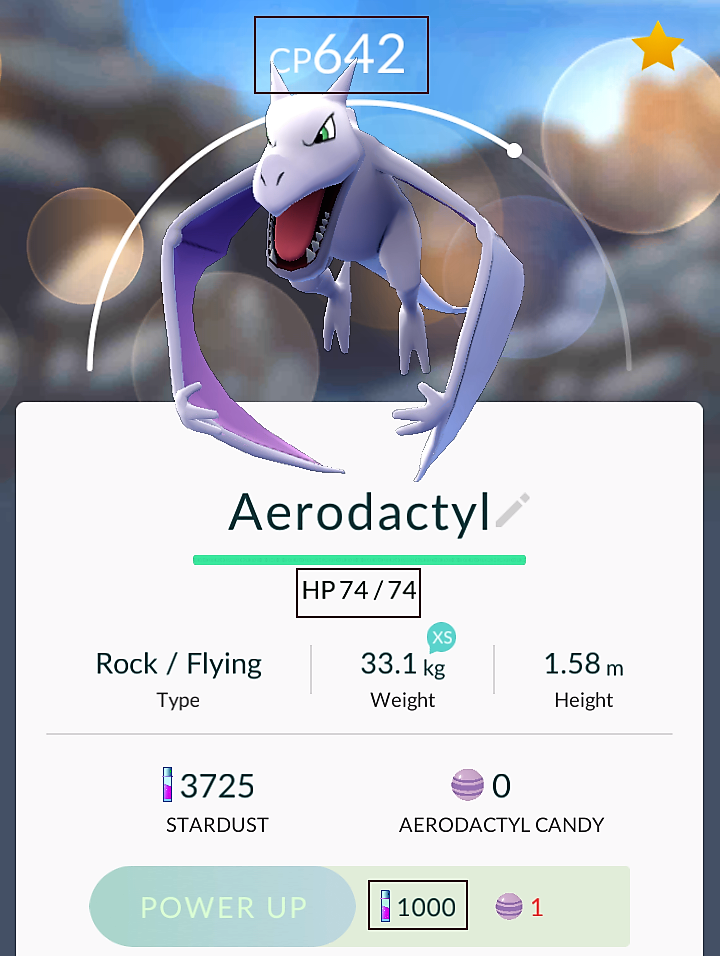 CP642
Aerodactyl
HP 74 / 74
XS
Rock / Flying 33.1 kg 1.58 m
Type Weight Height
3725 0
STARDUST AERODACTYL CANDY
POWER UP 1000 1